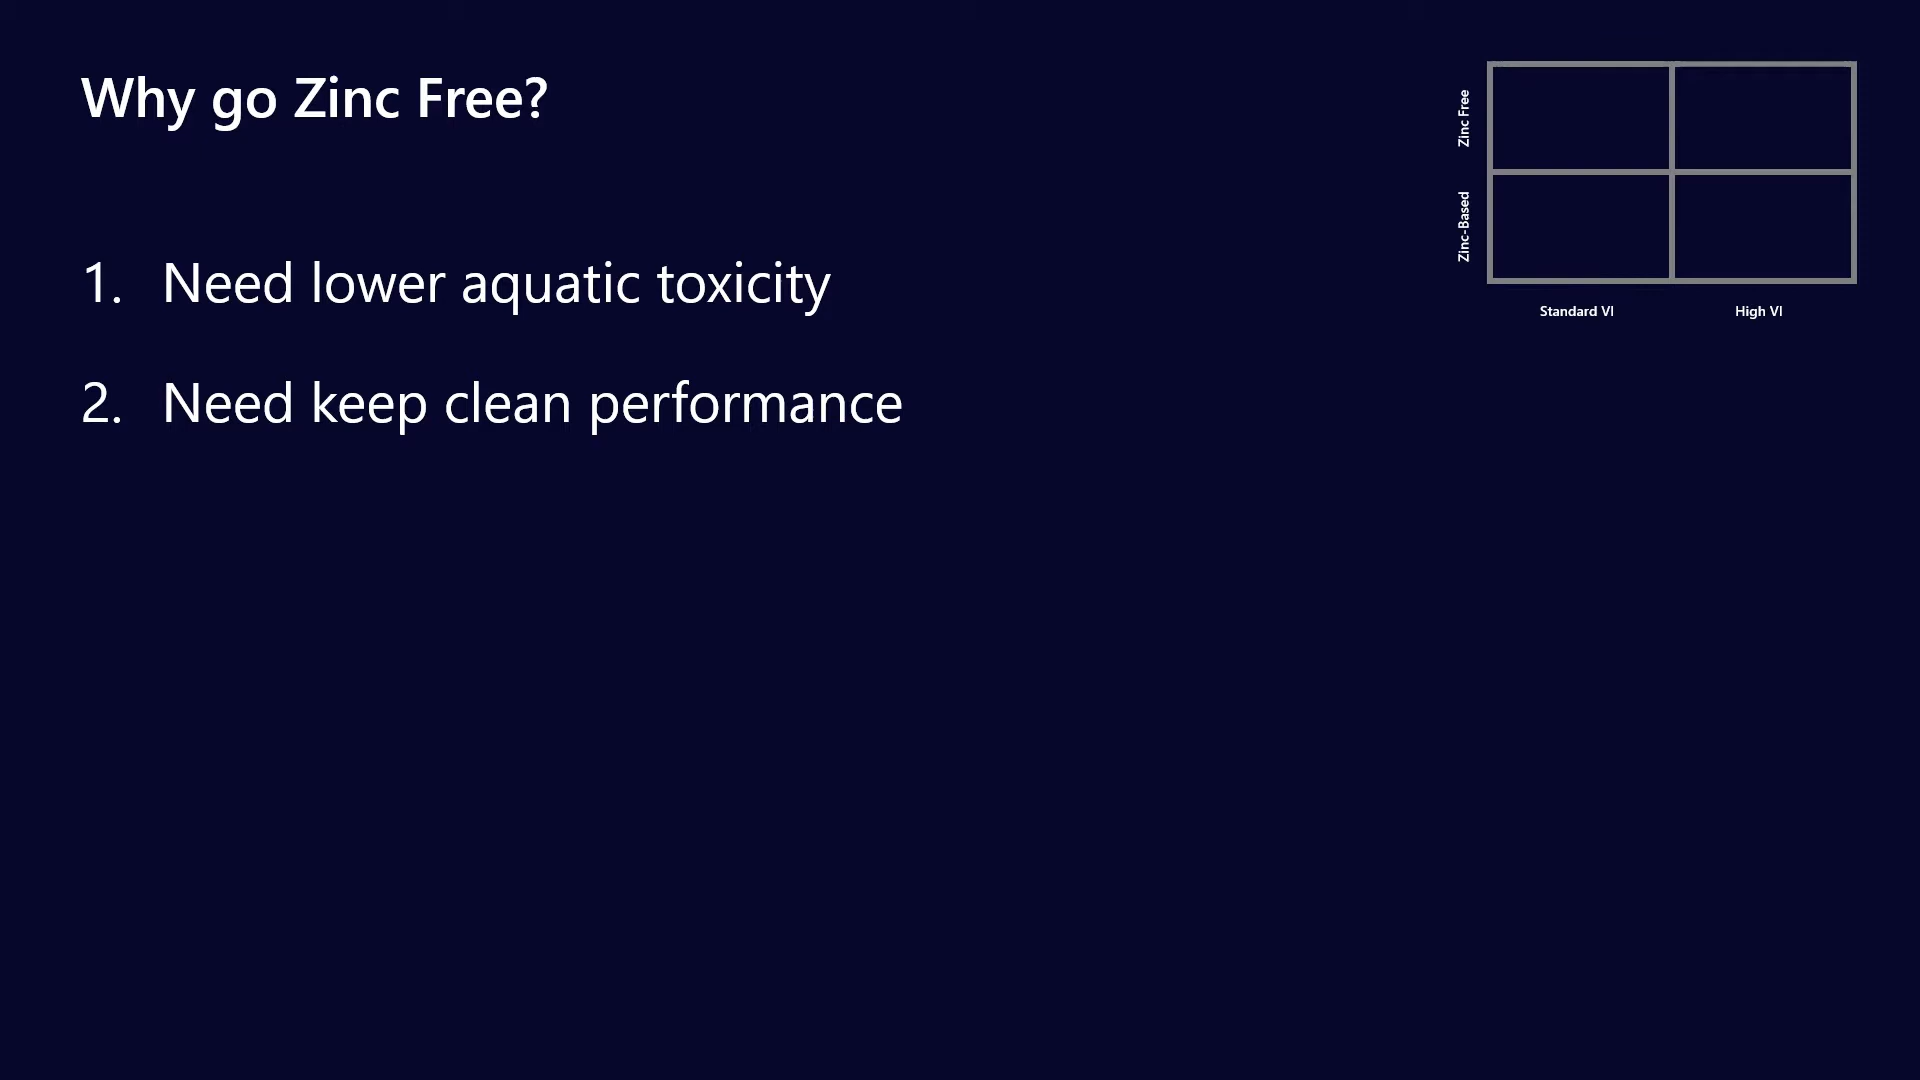 Why go Zinc Free?
1. Need lower aquatic toxicity
2. Need keep clean performance
Zinc Free
Zinc-Based
Standard VI
High VI